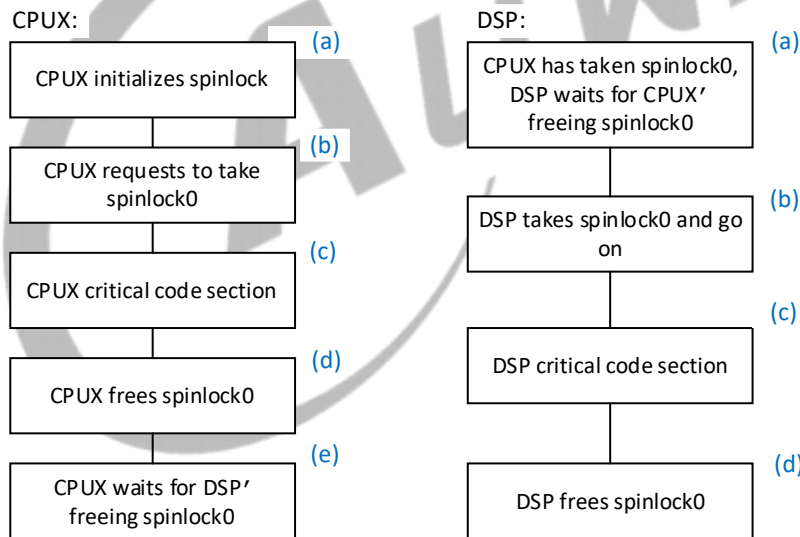 CPUX:
(a)
CPUX initializes spinlock
(b)
CPUX requests to take
spinlock0
(c)
CPUX critical code section
(d)
CPUX frees spinlock0
(e)
CPUX waits for DSP’
freeing spinlock0
DSP:
(a)
CPUX has taken spinlock0,
DSP waits for CPUX’
freeing spinlock0
(b)
DSP takes spinlock0 and go
on
(c)
DSP critical code section
(d)
DSP frees spinlock0